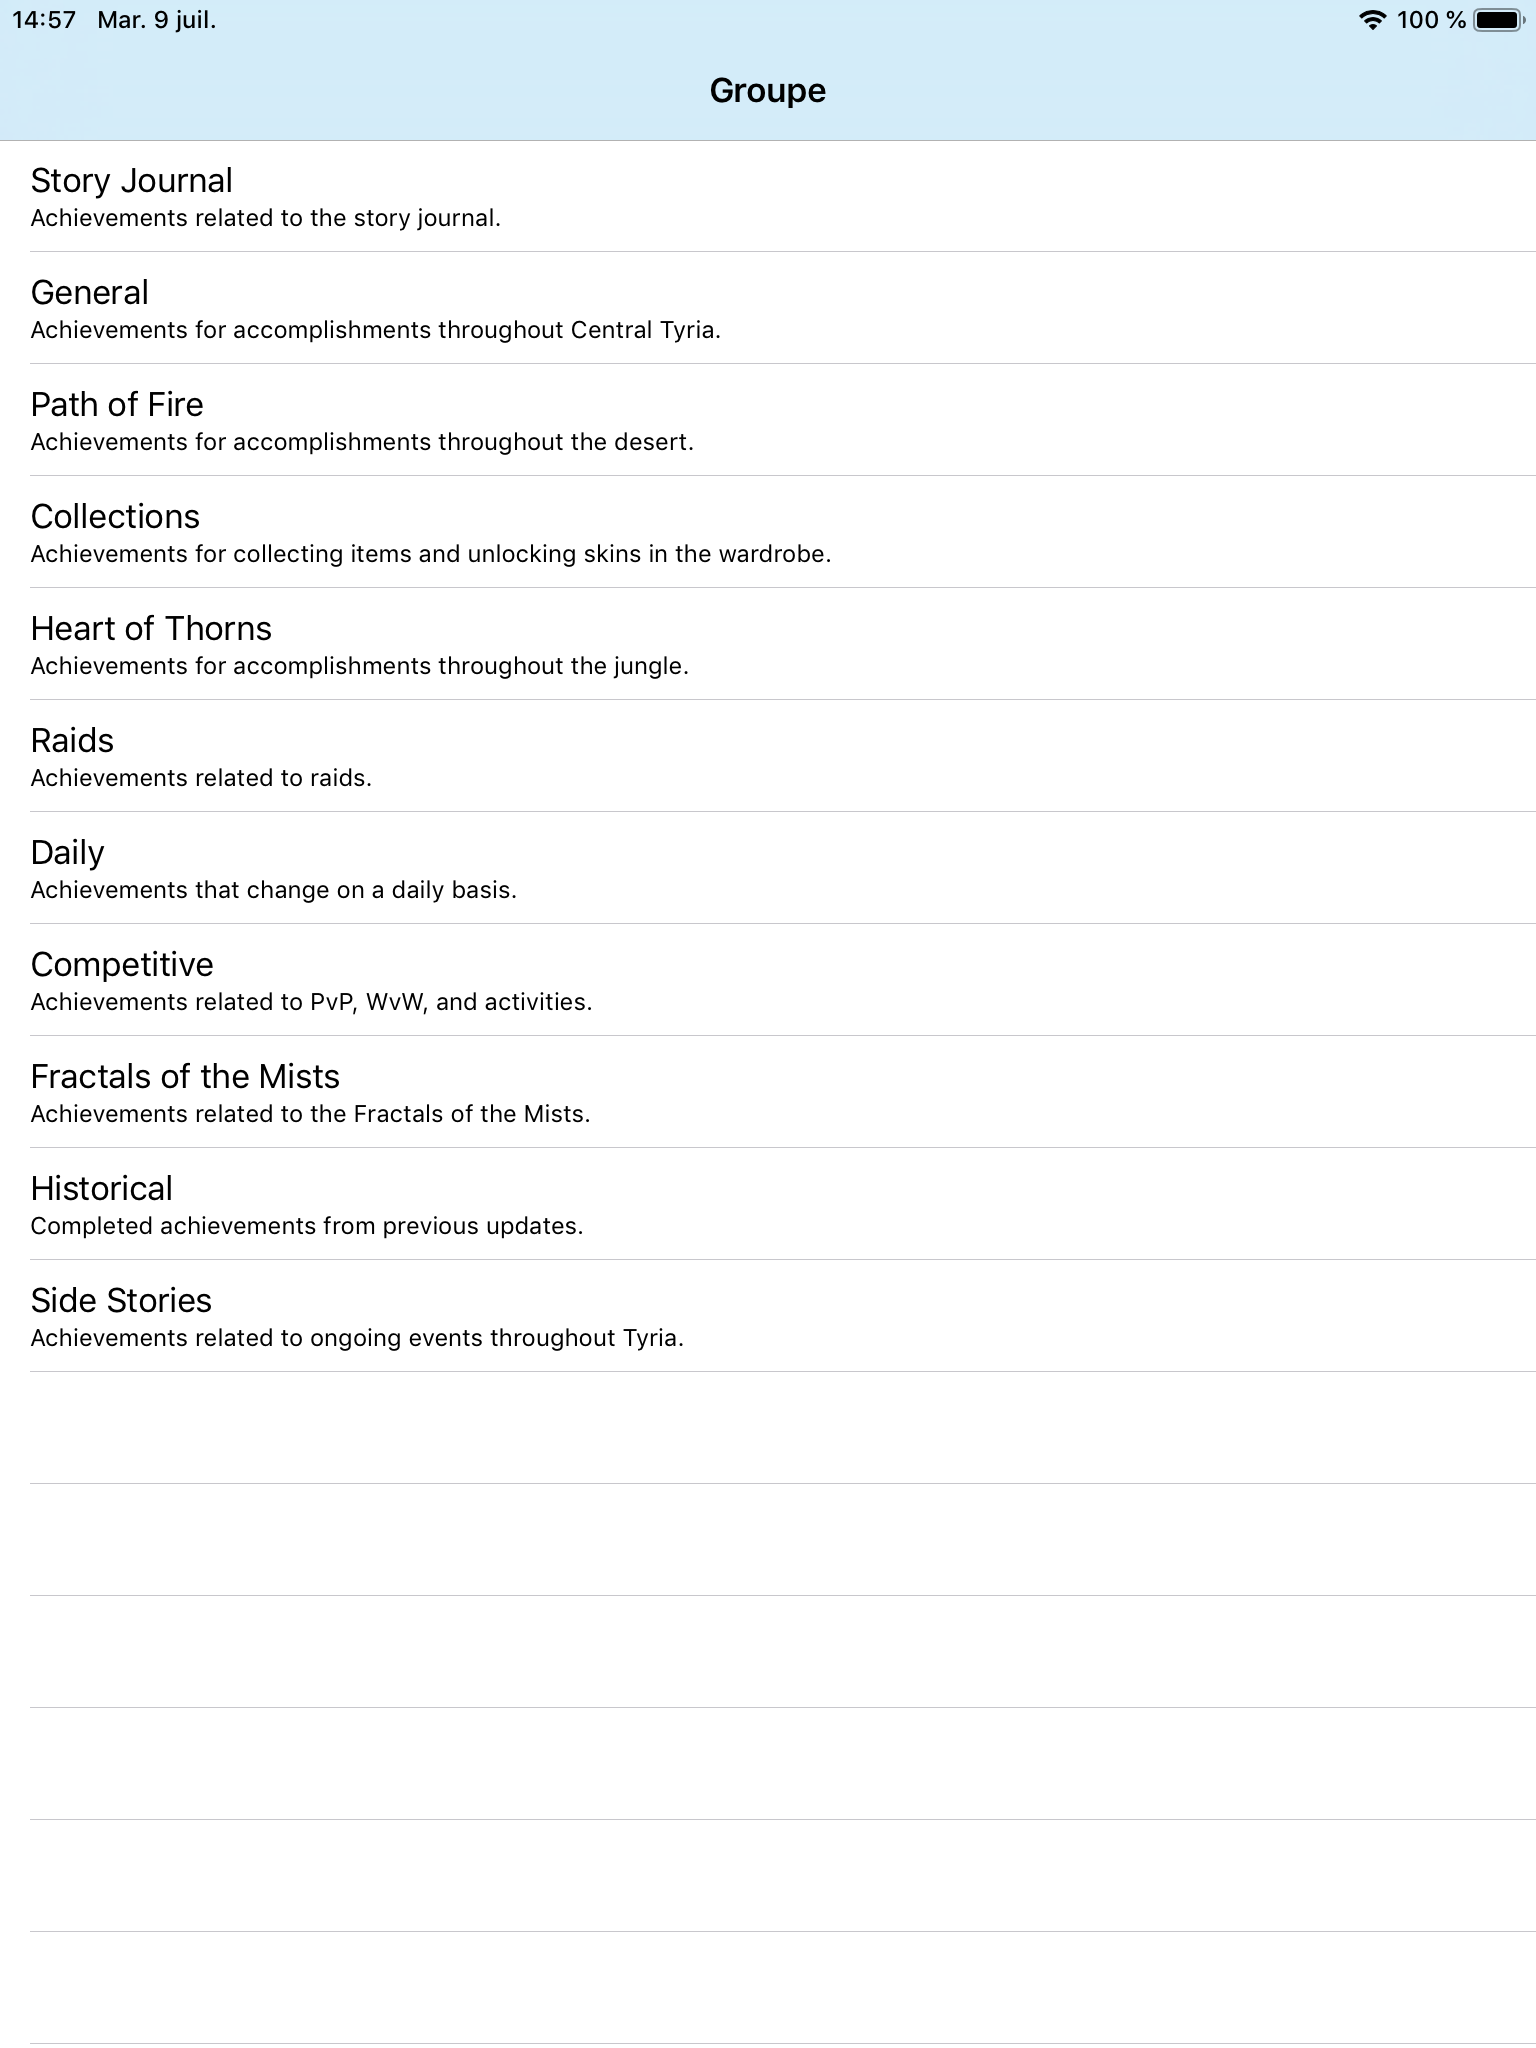 14:57 Mar. 9 juil. 100 %
Groupe
Story Journal
Achievements related to the story journal.
General
Achievements for accomplishments throughout Central Tyria.
Path of Fire
Achievements for accomplishments throughout the desert.
Collections
Achievements for collecting items and unlocking skins in the wardrobe.
Heart of Thorns
Achievements for accomplishments throughout the jungle.
Raids
Achievements related to raids.
Daily
Achievements that change on a daily basis.
Competitive
Achievements related to PvP, WvW, and activities.
Fractals of the Mists
Achievements related to the Fractals of the Mists.
Historical
Completed achievements from previous updates.
Side Stories
Achievements related to ongoing events throughout Tyria.